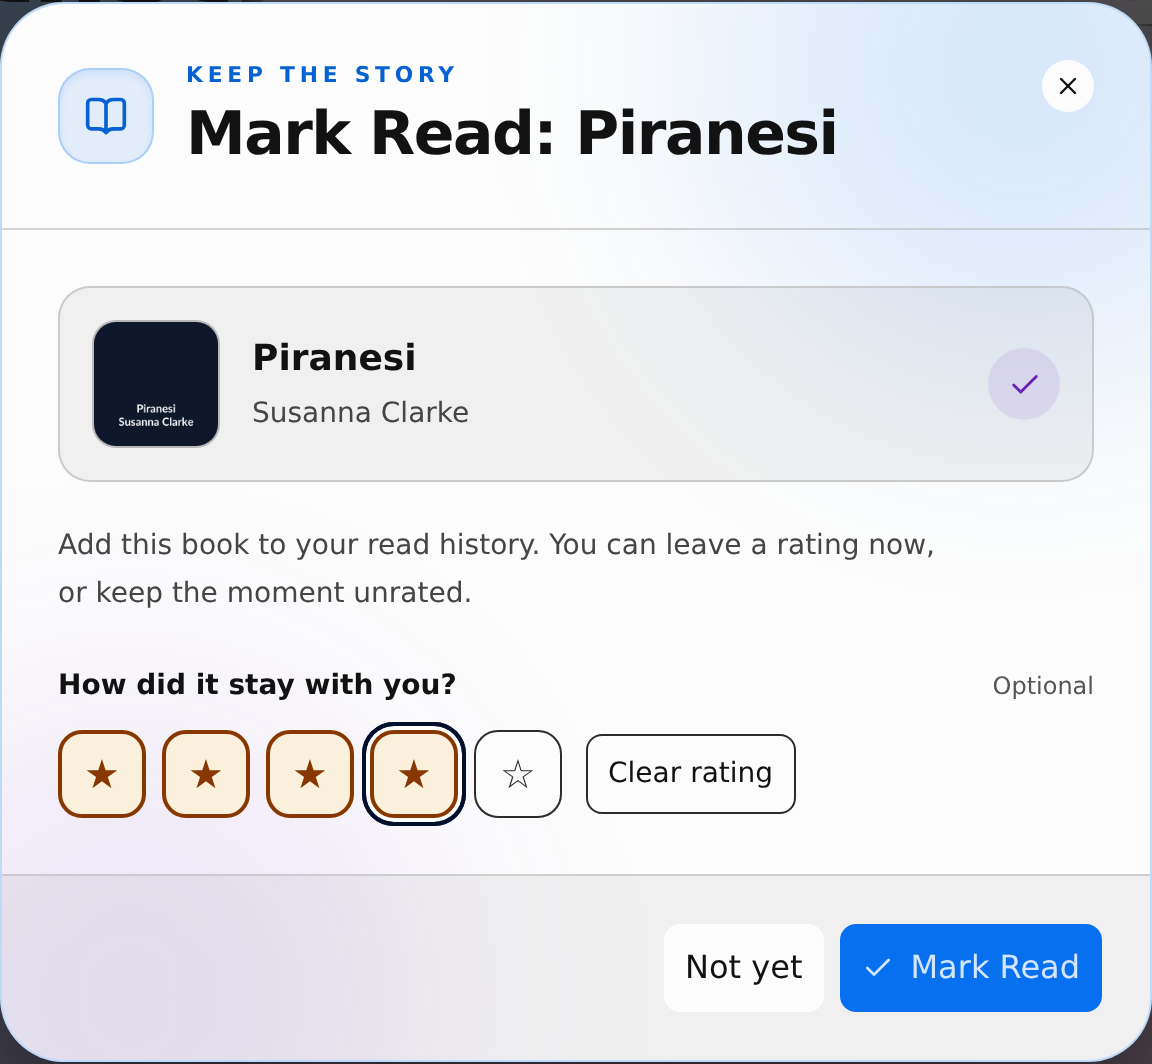 KEEP THE STORY
Mark Read: Piranesi
Piranesi
Susanna Clarke
Piranesi
Susanna Clarke
Add this book to your read history. You can leave a rating now,
or keep the moment unrated.
How did it stay with you?
Optional
★ ★ ★ ★ ☆ Clear rating
Not yet
Mark Read